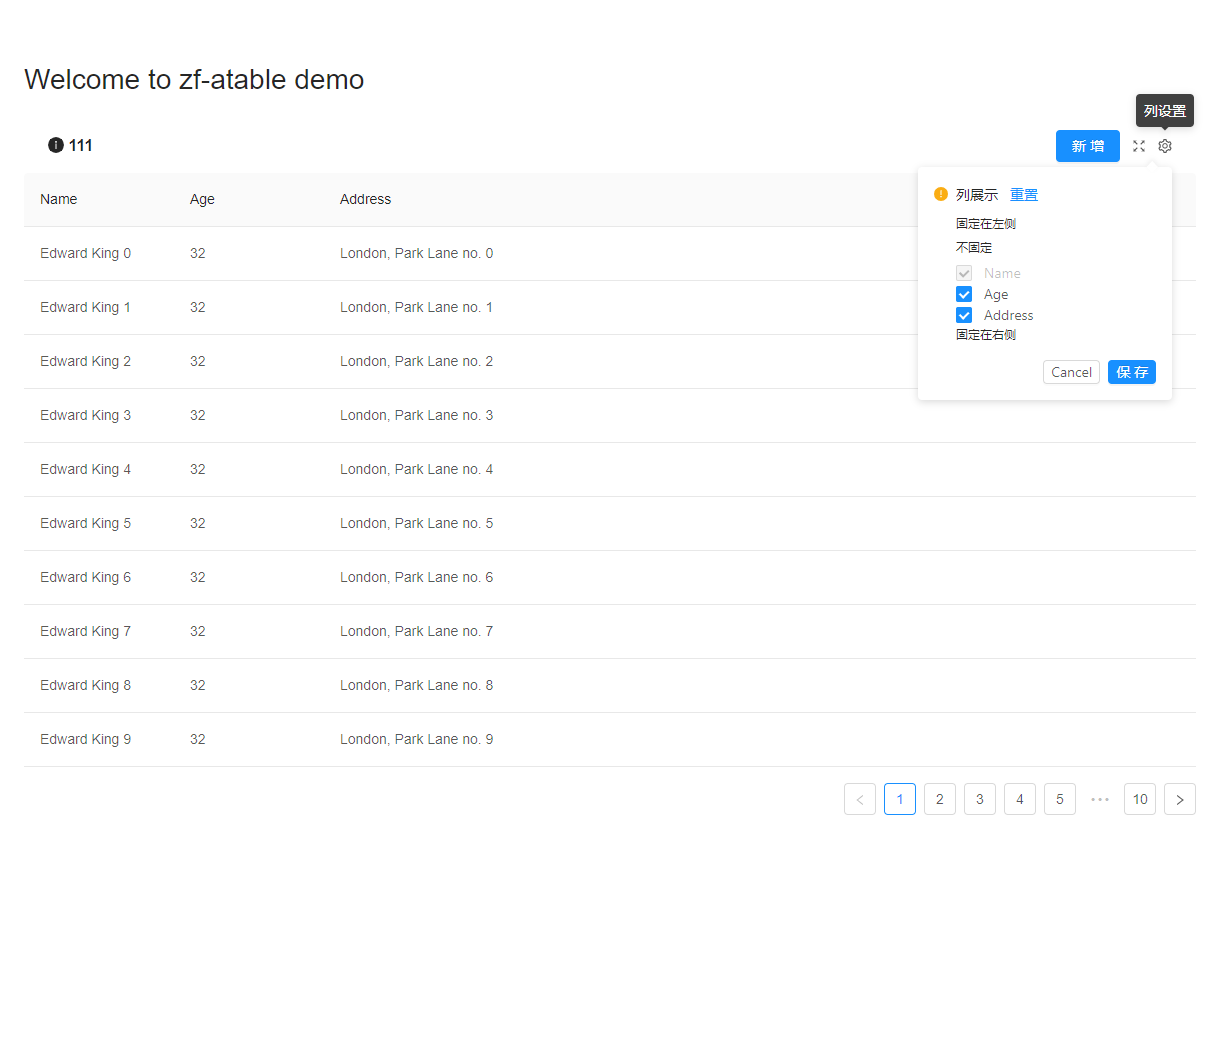 Welcome to zf-atable demo
列设置
111
新 增
Name Age Address
列展示 重置
固定在左侧
不固定
Name
Age
Address
固定在右侧
Cancel 保 存
Edward King 0 32 London, Park Lane no. 0
Edward King 1 32 London, Park Lane no. 1
Edward King 2 32 London, Park Lane no. 2
Edward King 3 32 London, Park Lane no. 3
Edward King 4 32 London, Park Lane no. 4
Edward King 5 32 London, Park Lane no. 5
Edward King 6 32 London, Park Lane no. 6
Edward King 7 32 London, Park Lane no. 7
Edward King 8 32 London, Park Lane no. 8
Edward King 9 32 London, Park Lane no. 9
< 1 2 3 4 5 ••• 10 >